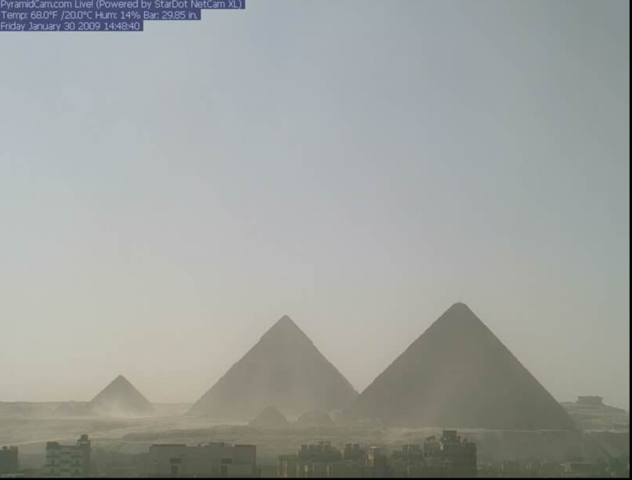 PyramidCam.com Live! (Powered by StarDot NetCam XL)
Temp: 68.0°F /20.0°C Hum: 14% Bar: 29.85 in.
Friday January 30 2009 14:48:40